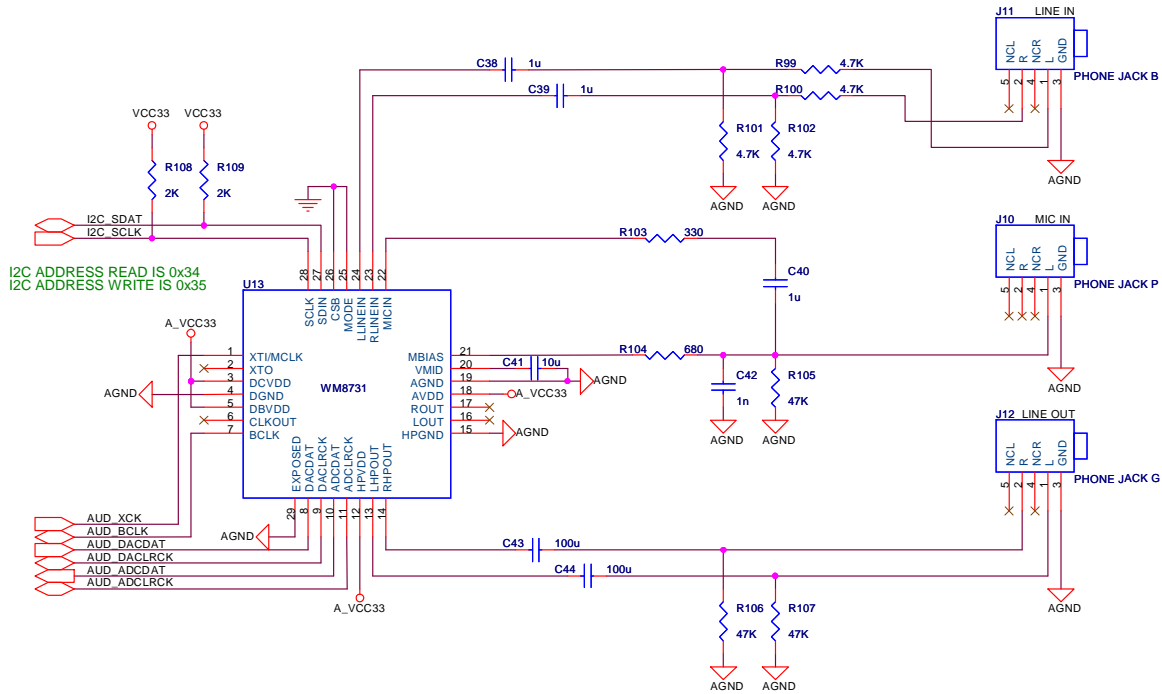 J11 LINE IN
NCL R NCR L GND
5 2 4 1 3
PHONE JACK B
C38 1u
R99 4.7K
C39 1u
R100 4.7K
R101 4.7K
R102 4.7K
AGND AGND
AGND
VCC33 VCC33
R108 2K
R109 2K
I2C_SDAT
I2C_SCLK
I2C ADDRESS READ IS 0x34
I2C ADDRESS WRITE IS 0x35
J10 MIC IN
NCL R NCR L GND
5 2 4 1 3
PHONE JACK P
R103 330
C40 1u
R104 680
C42 1n
R105 47K
AGND AGND
AGND
U13
WM8731
28 27 26 25 24 23 22
SCLK SDIN CSB MODE LLINEIN RLINEIN MICIN
A_VCC33
1 XTI/MCLK
2 XTO
3 DCVDD
4 DGND
5 DBVDD
6 CLKOUT
7 BCLK
AGND
MBIAS 21
VMID 20
AGND 19
AVDD 18
ROUT 17
LOUT 16
HPGND 15
C41 10u
AGND
A_VCC33
AGND
EXPOSED DACDAT DACLRCK ADCDAT ADCLRCK HPVDD LHPOUT RHPOUT
29 8 9 10 11 12 13 14
AGND
A_VCC33
AUD_XCK
AUD_BCLK
AUD_DACDAT
AUD_DACLRCK
AUD_ADCDAT
AUD_ADCLRCK
J12 LINE OUT
NCL R NCR L GND
5 2 4 1 3
PHONE JACK G
C43 100u
C44 100u
R106 47K
R107 47K
AGND AGND
AGND